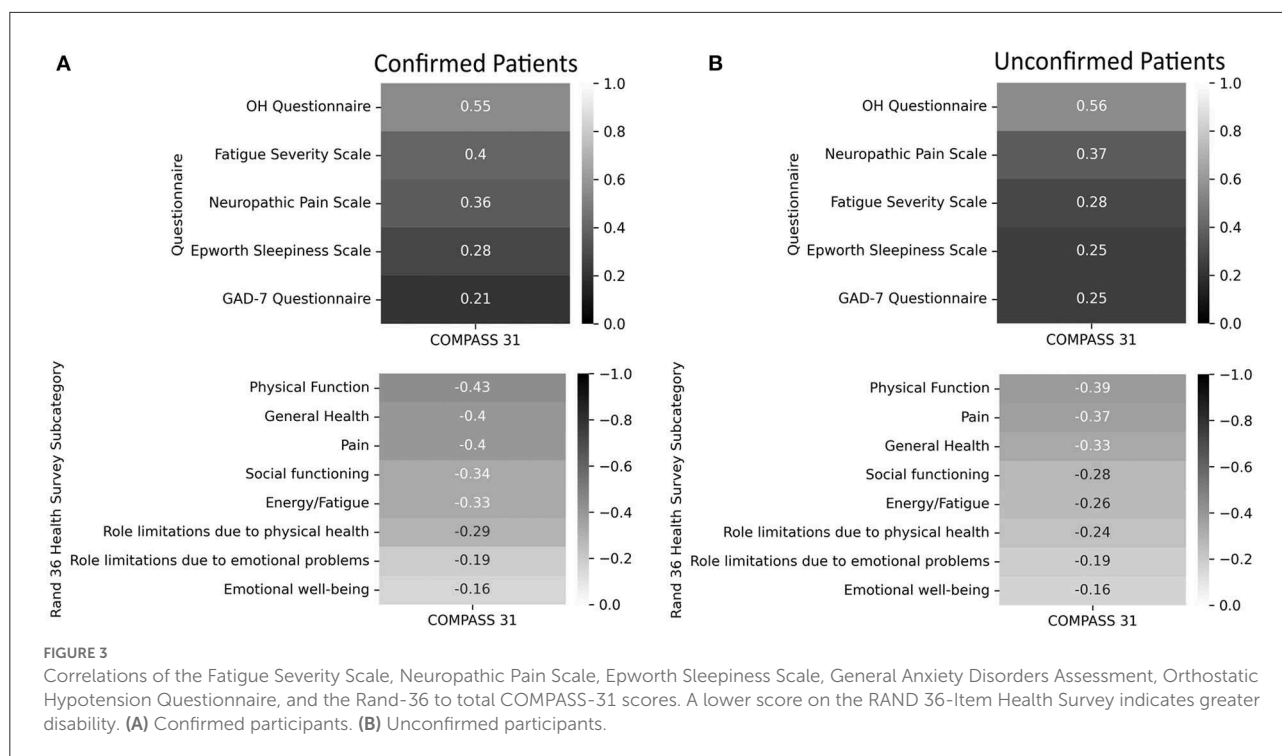 A
Confirmed Patients
Questionnaire
OH Questionnaire 0.55
Fatigue Severity Scale 0.4
Neuropathic Pain Scale 0.36
Epworth Sleepiness Scale 0.28
GAD-7 Questionnaire 0.21
COMPASS 31
1.0
0.8
0.6
0.4
0.2
0.0
Rand 36 Health Survey Subcategory
Physical Function -0.43
General Health -0.4
Pain -0.4
Social functioning -0.34
Energy/Fatigue -0.33
Role limitations due to physical health -0.29
Role limitations due to emotional problems -0.19
Emotional well-being -0.16
COMPASS 31
−1.0
−0.8
−0.6
−0.4
−0.2
0.0
B
Unconfirmed Patients
Questionnaire
OH Questionnaire 0.56
Neuropathic Pain Scale 0.37
Fatigue Severity Scale 0.28
Epworth Sleepiness Scale 0.25
GAD-7 Questionnaire 0.25
COMPASS 31
1.0
0.8
0.6
0.4
0.2
0.0
Rand 36 Health Survey Subcategory
Physical Function -0.39
Pain -0.37
General Health -0.33
Social functioning -0.28
Energy/Fatigue -0.26
Role limitations due to physical health -0.24
Role limitations due to emotional problems -0.19
Emotional well-being -0.16
COMPASS 31
−1.0
−0.8
−0.6
−0.4
−0.2
0.0
FIGURE 3
Correlations of the Fatigue Severity Scale, Neuropathic Pain Scale, Epworth Sleepiness Scale, General Anxiety Disorders Assessment, Orthostatic
Hypotension Questionnaire, and the Rand-36 to total COMPASS-31 scores. A lower score on the RAND 36-Item Health Survey indicates greater
disability. (A) Confirmed participants. (B) Unconfirmed participants.